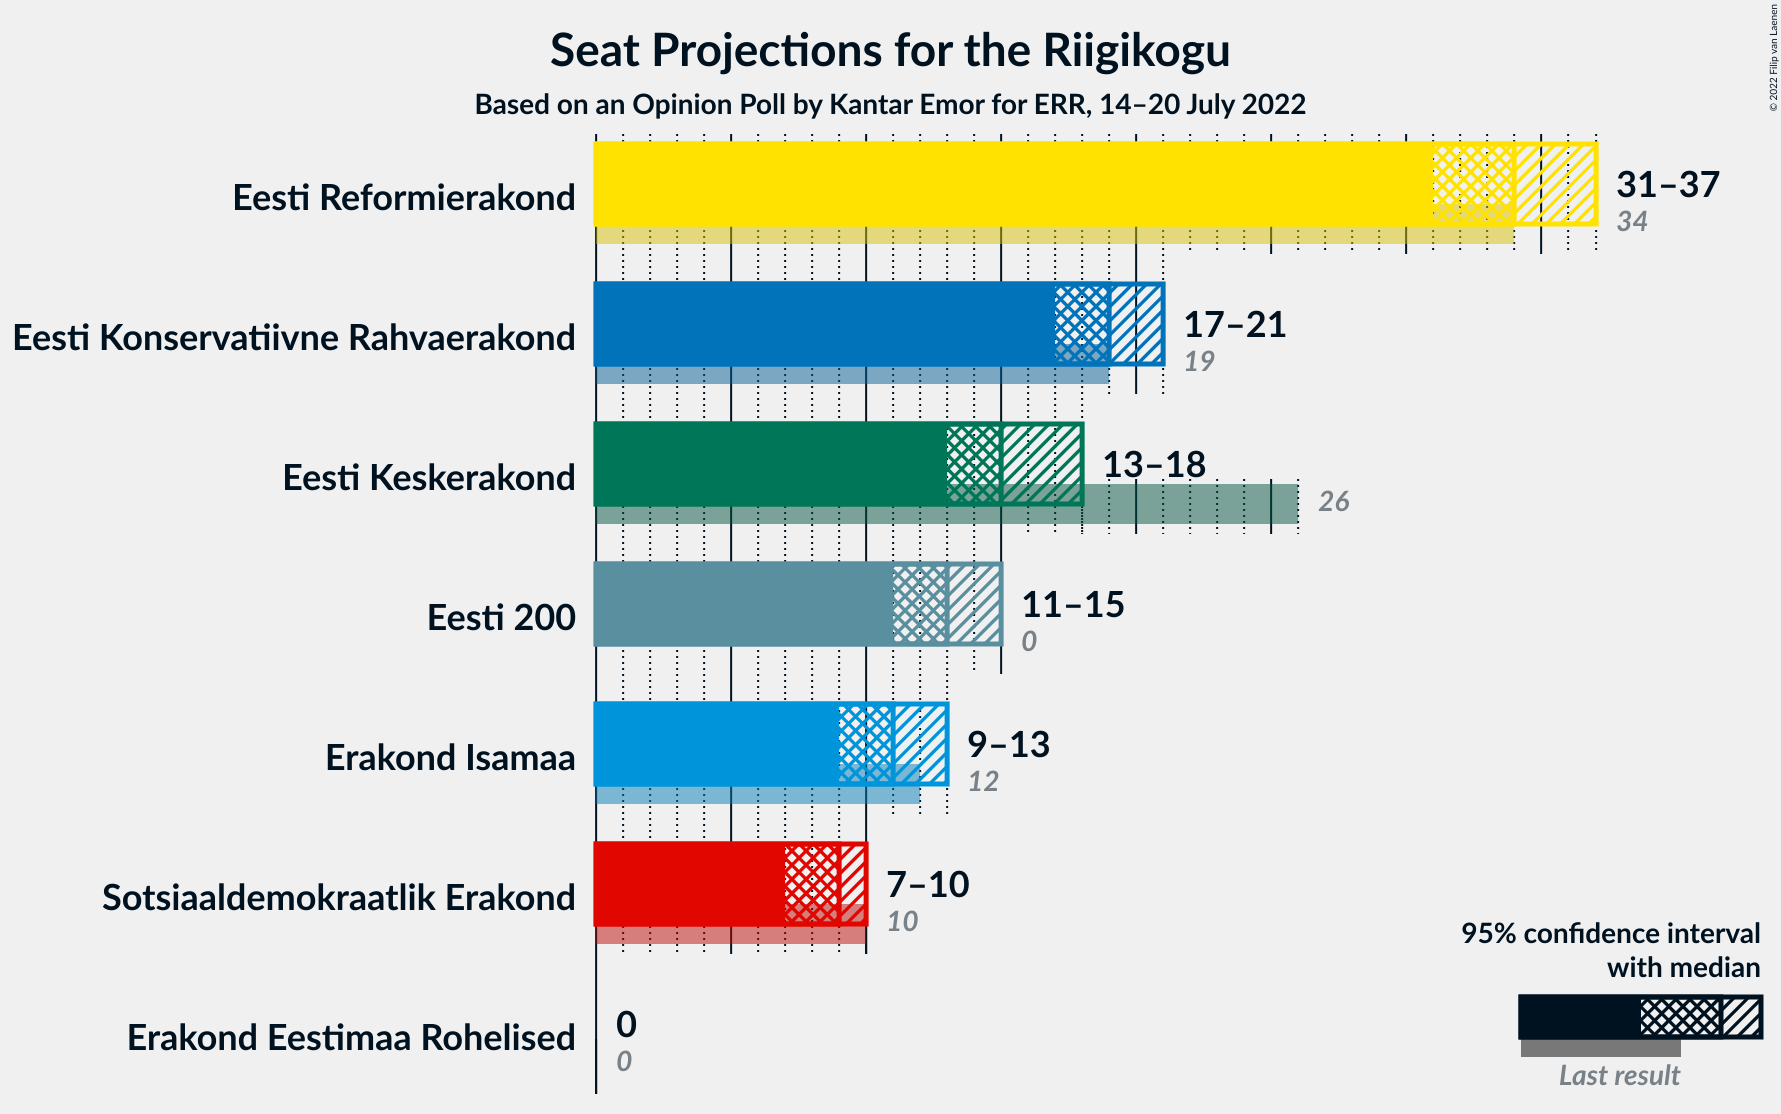 Seat Projections for the Riigikogu
Based on an Opinion Poll by Kantar Emor for ERR, 14–20 July 2022
© 2022 Filip van Laenen
Eesti Reformierakond
31–37
34
Eesti Konservatiivne Rahvaerakond
17–21
19
Eesti Keskerakond
13–18
26
Eesti 200
11–15
0
Erakond Isamaa
9–13
12
Sotsiaaldemokraatlik Erakond
7–10
10
Erakond Eestimaa Rohelised
0
0
95% confidence interval
with median
Last result